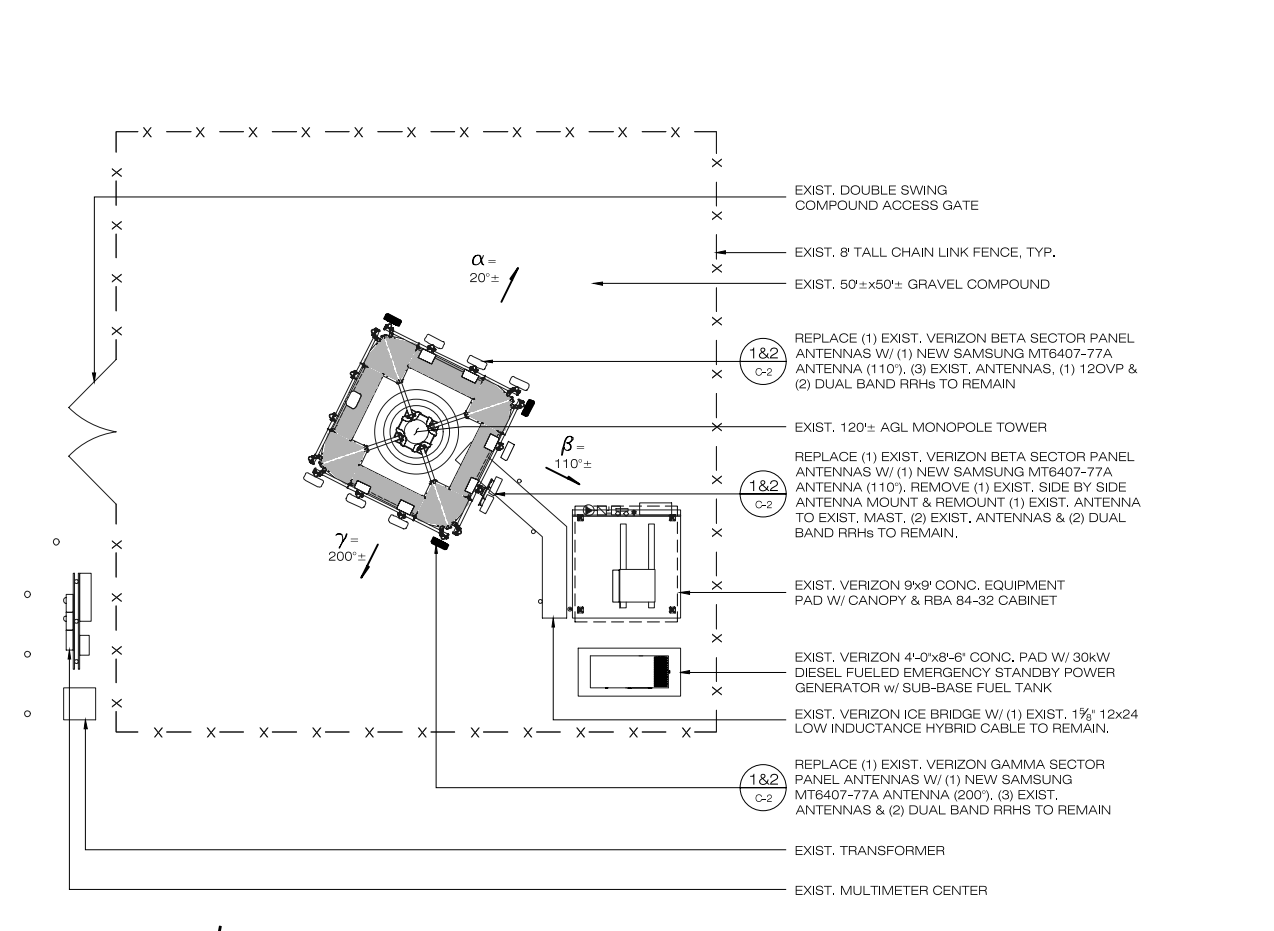 EXIST. DOUBLE SWING
COMPOUND ACCESS GATE
EXIST. 8' TALL CHAIN LINK FENCE, TYP.
α =
20°±
EXIST. 50'±x50'± GRAVEL COMPOUND
1&2
C-2
REPLACE (1) EXIST. VERIZON BETA SECTOR PANEL
ANTENNAS W/ (1) NEW SAMSUNG MT6407-77A
ANTENNA (110°), (3) EXIST. ANTENNAS, (1) 12OVP &
(2) DUAL BAND RRHs TO REMAIN
EXIST. 120'± AGL MONOPOLE TOWER
β =
110°±
1&2
C-2
REPLACE (1) EXIST. VERIZON BETA SECTOR PANEL
ANTENNAS W/ (1) NEW SAMSUNG MT6407-77A
ANTENNA (110°). REMOVE (1) EXIST. SIDE BY SIDE
ANTENNA MOUNT & REMOUNT (1) EXIST. ANTENNA
TO EXIST. MAST. (2) EXIST. ANTENNAS & (2) DUAL
BAND RRHs TO REMAIN.
γ =
200°±
EXIST. VERIZON 9'x9' CONC. EQUIPMENT
PAD W/ CANOPY & RBA 84-32 CABINET
EXIST. VERIZON 4'-0"x8'-6" CONC. PAD W/ 30kW
DIESEL FUELED EMERGENCY STANDBY POWER
GENERATOR w/ SUB-BASE FUEL TANK
EXIST. VERIZON ICE BRIDGE W/ (1) EXIST. 1⅝" 12x24
LOW INDUCTANCE HYBRID CABLE TO REMAIN.
1&2
C-2
REPLACE (1) EXIST. VERIZON GAMMA SECTOR
PANEL ANTENNAS W/ (1) NEW SAMSUNG
MT6407-77A ANTENNA (200°), (3) EXIST.
ANTENNAS & (2) DUAL BAND RRHS TO REMAIN
EXIST. TRANSFORMER
EXIST. MULTIMETER CENTER